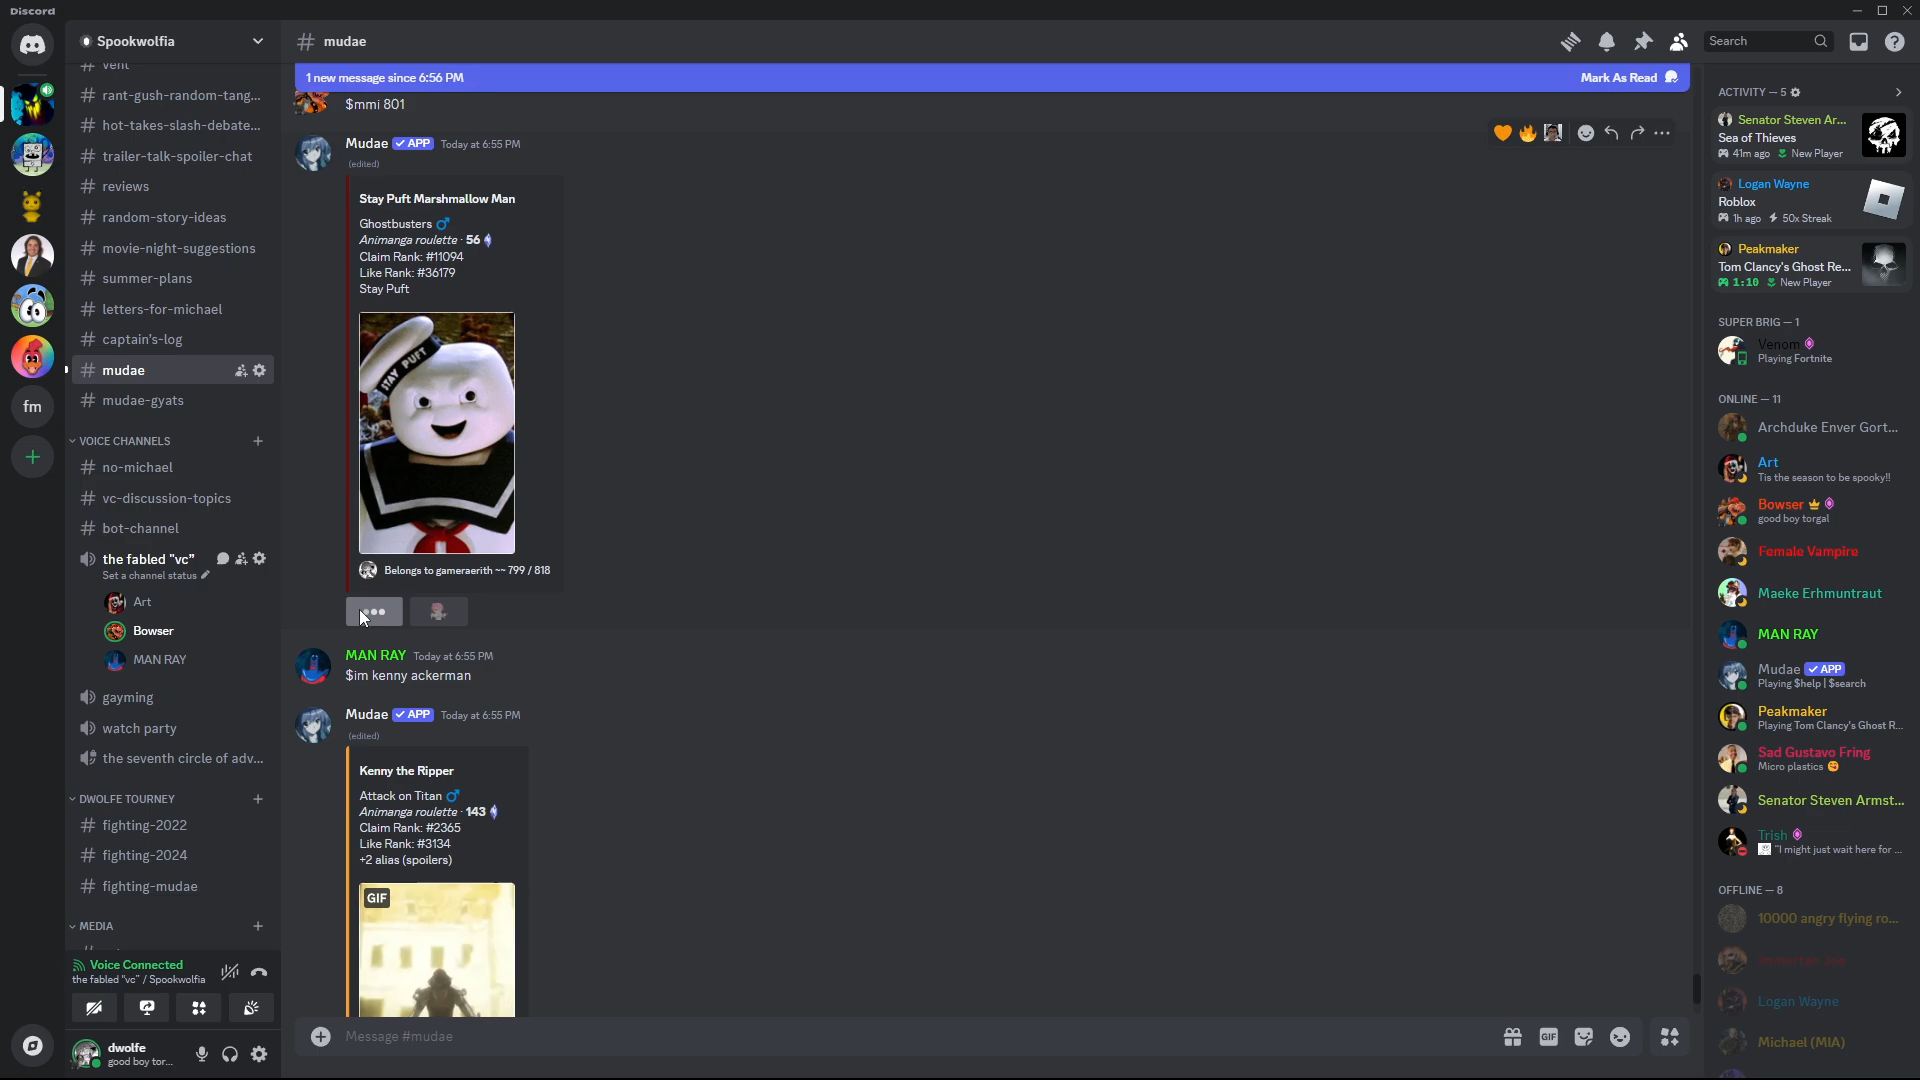 Discord
Spookwolfia
vent
rant-gush-random-tang...
hot-takes-slash-debate...
trailer-talk-spoiler-chat
reviews
random-story-ideas
movie-night-suggestions
summer-plans
letters-for-michael
captain's-log
mudae
mudae-gyats
VOICE CHANNELS
no-michael
vc-discussion-topics
bot-channel
the fabled "vc"
Set a channel status
Art
Bowser
MAN RAY
gayming
watch party
the seventh circle of adv...
DWOLFE TOURNEY
fighting-2022
fighting-2024
fighting-mudae
MEDIA
Voice Connected
the fabled "vc" / Spookwolfia
dwolfe
good boy tor...
fm
# mudae
Search
1 new message since 6:56 PM
Mark As Read
$mmi 801
Mudae ✓ APP Today at 6:55 PM
(edited)
Stay Puft Marshmallow Man
Ghostbusters ♂
Animanga roulette · 56
Claim Rank: #11094
Like Rank: #36179
Stay Puft
STAY PUFT
Belongs to gameraerith ~~ 799 / 818
MAN RAY Today at 6:55 PM
$im kenny ackerman
Mudae ✓ APP Today at 6:55 PM
(edited)
Kenny the Ripper
Attack on Titan ♂
Animanga roulette · 143
Claim Rank: #2365
Like Rank: #3134
+2 alias (spoilers)
GIF
Message #mudae
GIF
ACTIVITY — 5
Senator Steven Ar...
Sea of Thieves
41m ago New Player
Logan Wayne
Roblox
1h ago 50x Streak
Peakmaker
Tom Clancy's Ghost Re...
1:10 New Player
SUPER BRIG — 1
Venom
Playing Fortnite
ONLINE — 11
Archduke Enver Gort...
Art
Tis the season to be spooky!!
Bowser
good boy torgal
Female Vampire
Maeke Erhmuntraut
MAN RAY
Mudae ✓ APP
Playing $help | $search
Peakmaker
Playing Tom Clancy's Ghost R...
Sad Gustavo Fring
Micro plastics
Senator Steven Armst...
Trish
"I might just wait here for ...
OFFLINE — 8
10000 angry flying ro...
Logan Wayne
Michael (MIA)